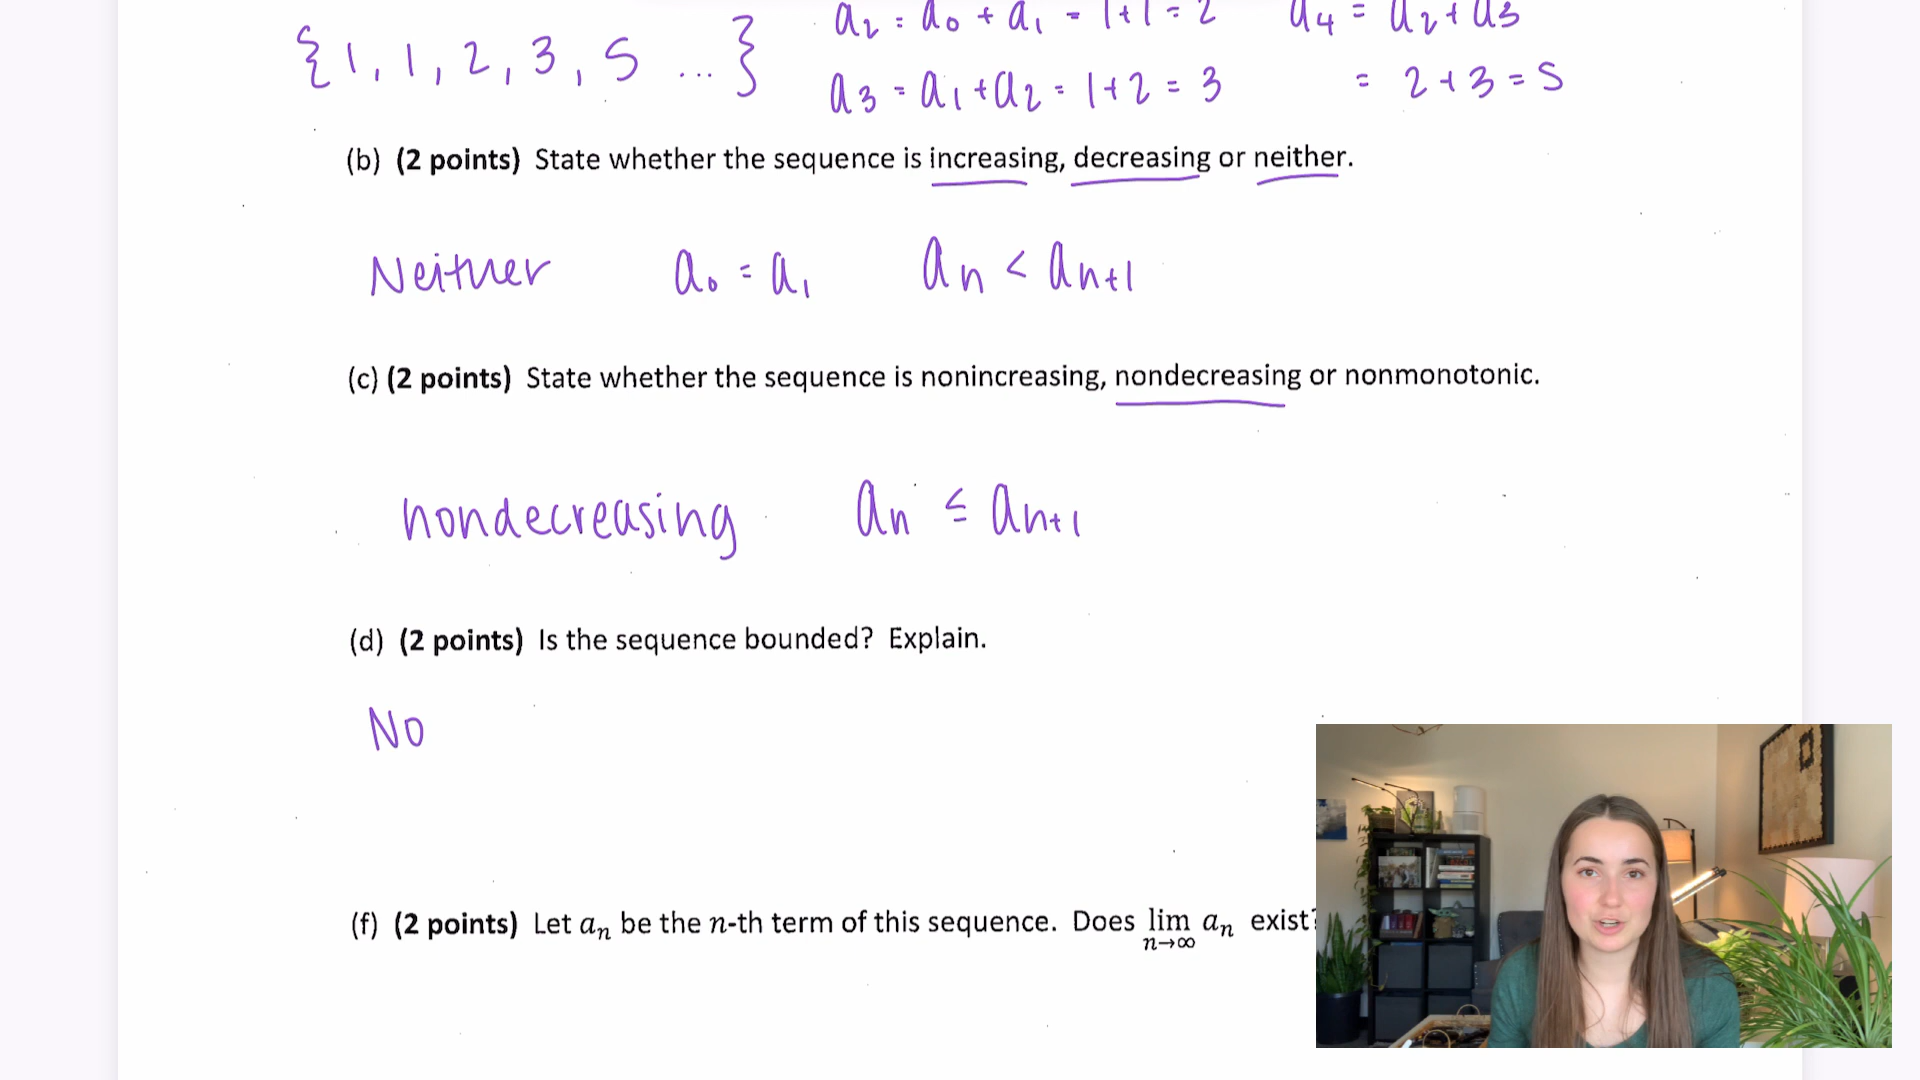 {1, 1, 2, 3, 5 ...}
a₂ = a₀ + a₁ = 1+1 = 2
a₄ = a₂ + a₃
a₃ = a₁ + a₂ = 1+2 = 3
= 2+3 = 5
(b) (2 points) State whether the sequence is increasing, decreasing or neither.
Neither a₀ = a₁ aₙ < aₙ₊₁
(c) (2 points) State whether the sequence is nonincreasing, nondecreasing or nonmonotonic.
nondecreasing aₙ ≤ aₙ₊₁
(d) (2 points) Is the sequence bounded? Explain.
No
(f) (2 points) Let aₙ be the n-th term of this sequence. Does lim n→∞ aₙ exist?